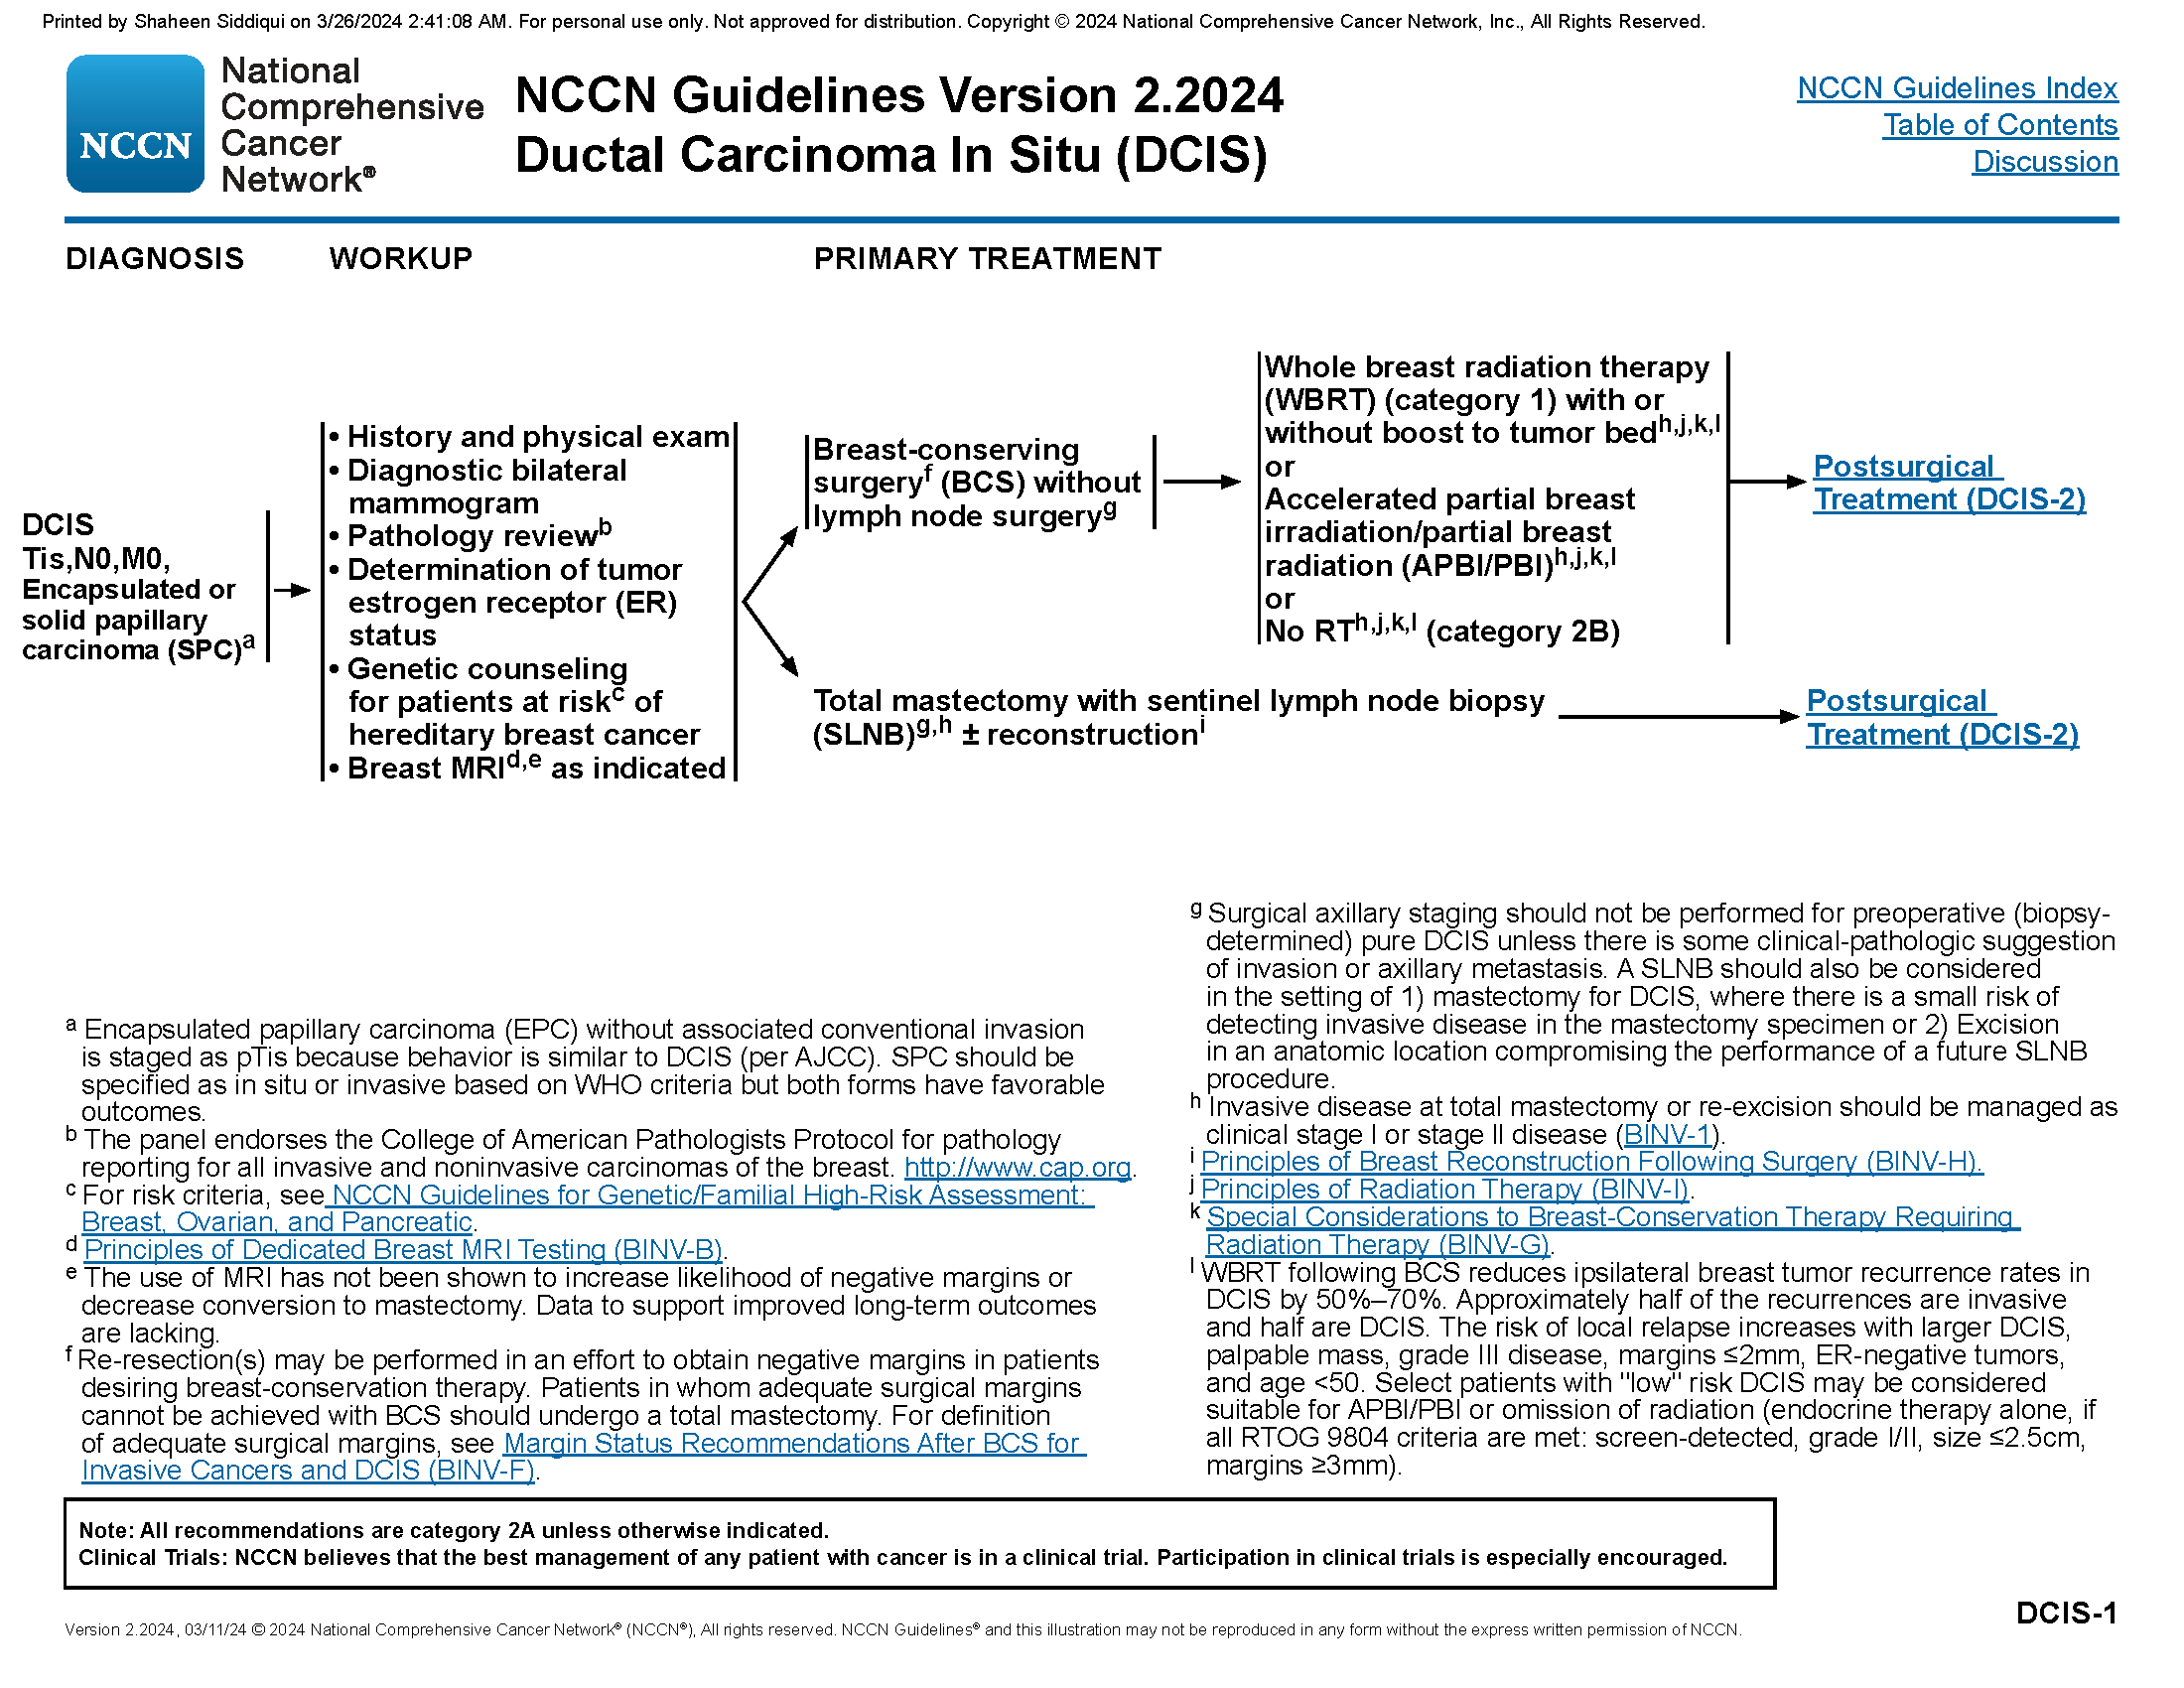 Printed by Shaheen Siddiqui on 3/26/2024 2:41:08 AM. For personal use only. Not approved for distribution. Copyright © 2024 National Comprehensive Cancer Network, Inc., All Rights Reserved.
NCCN
National
Comprehensive
Cancer
Network®
NCCN Guidelines Version 2.2024
Ductal Carcinoma In Situ (DCIS)
NCCN Guidelines Index
Table of Contents
Discussion
DIAGNOSIS
WORKUP
PRIMARY TREATMENT
DCIS
Tis,N0,M0,
Encapsulated or
solid papillary
carcinoma (SPC)a
• History and physical exam
• Diagnostic bilateral
mammogram
• Pathology reviewb
• Determination of tumor
estrogen receptor (ER)
status
• Genetic counseling
for patients at riskc of
hereditary breast cancer
• Breast MRId,e as indicated
Breast-conserving
surgeryf (BCS) without
lymph node surgeryg
Whole breast radiation therapy
(WBRT) (category 1) with or
without boost to tumor bedh,j,k,l
or
Accelerated partial breast
irradiation/partial breast
radiation (APBI/PBI)h,j,k,l
or
No RTh,j,k,l (category 2B)
Postsurgical
Treatment (DCIS-2)
Total mastectomy with sentinel lymph node biopsy
(SLNB)g,h ± reconstructioni
Postsurgical
Treatment (DCIS-2)
a Encapsulated papillary carcinoma (EPC) without associated conventional invasion
is staged as pTis because behavior is similar to DCIS (per AJCC). SPC should be
specified as in situ or invasive based on WHO criteria but both forms have favorable
outcomes.
b The panel endorses the College of American Pathologists Protocol for pathology
reporting for all invasive and noninvasive carcinomas of the breast. http://www.cap.org.
c For risk criteria, see NCCN Guidelines for Genetic/Familial High-Risk Assessment:
Breast, Ovarian, and Pancreatic.
d Principles of Dedicated Breast MRI Testing (BINV-B).
e The use of MRI has not been shown to increase likelihood of negative margins or
decrease conversion to mastectomy. Data to support improved long-term outcomes
are lacking.
f Re-resection(s) may be performed in an effort to obtain negative margins in patients
desiring breast-conservation therapy. Patients in whom adequate surgical margins
cannot be achieved with BCS should undergo a total mastectomy. For definition
of adequate surgical margins, see Margin Status Recommendations After BCS for
Invasive Cancers and DCIS (BINV-F).
g Surgical axillary staging should not be performed for preoperative (biopsy-
determined) pure DCIS unless there is some clinical-pathologic suggestion
of invasion or axillary metastasis. A SLNB should also be considered
in the setting of 1) mastectomy for DCIS, where there is a small risk of
detecting invasive disease in the mastectomy specimen or 2) Excision
in an anatomic location compromising the performance of a future SLNB
procedure.
h Invasive disease at total mastectomy or re-excision should be managed as
clinical stage I or stage II disease (BINV-1).
i Principles of Breast Reconstruction Following Surgery (BINV-H).
j Principles of Radiation Therapy (BINV-I).
k Special Considerations to Breast-Conservation Therapy Requiring
Radiation Therapy (BINV-G).
l WBRT following BCS reduces ipsilateral breast tumor recurrence rates in
DCIS by 50%–70%. Approximately half of the recurrences are invasive
and half are DCIS. The risk of local relapse increases with larger DCIS,
palpable mass, grade III disease, margins ≤2mm, ER-negative tumors,
and age <50. Select patients with "low" risk DCIS may be considered
suitable for APBI/PBI or omission of radiation (endocrine therapy alone, if
all RTOG 9804 criteria are met: screen-detected, grade I/II, size ≤2.5cm,
margins ≥3mm).
Note: All recommendations are category 2A unless otherwise indicated.
Clinical Trials: NCCN believes that the best management of any patient with cancer is in a clinical trial. Participation in clinical trials is especially encouraged.
DCIS-1
Version 2.2024, 03/11/24 © 2024 National Comprehensive Cancer Network® (NCCN®), All rights reserved. NCCN Guidelines® and this illustration may not be reproduced in any form without the express written permission of NCCN.